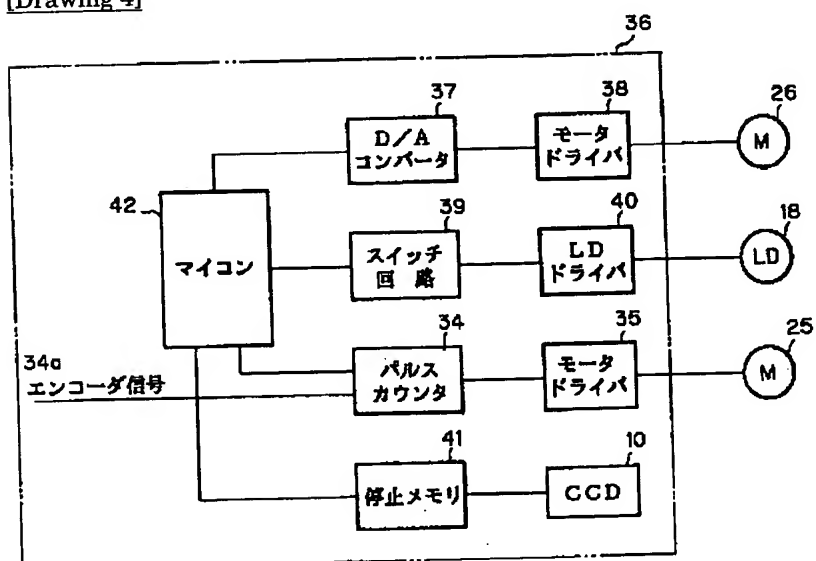 [Drawing 4]
36
37
38
26
D/A
コンバータ
モータ
ドライバ
M
42
39
40
18
マイコン
スイッチ
回 路
LD
ドライバ
LD
34a
34
35
25
エンコーダ信号
パルス
カウンタ
モータ
ドライバ
M
41
10
停止メモリ
CCD